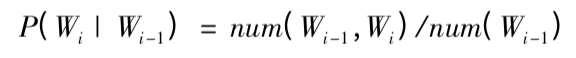 P(W_i | W_{i-1}) = num(W_{i-1}, W_i)/num(W_{i-1})